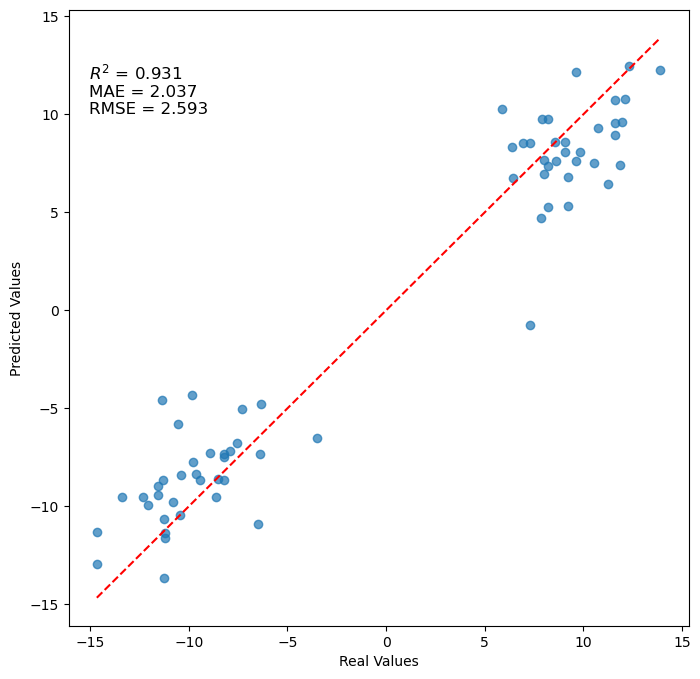 15
10
5
0
−5
−10
−15
R² = 0.931
MAE = 2.037
RMSE = 2.593
Predicted Values
−15 −10 −5 0 5 10 15
Real Values